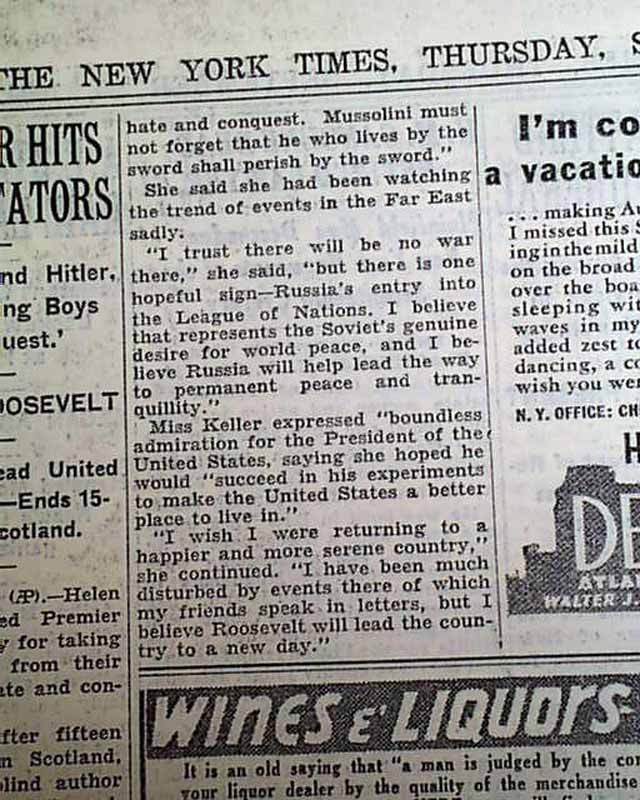 THE NEW YORK TIMES, THURSDAY, S
R HITS
TATORS
nd Hitler,
ng Boys
uest.'
OOSEVELT
ead United
—Ends 15-
cotland.
(AP).—Helen
ed Premier
y for taking
from their
ate and con-
fter fifteen
n Scotland,
blind author
hate and conquest. Mussolini must
not forget that he who lives by the
sword shall perish by the sword."
She said she had been watching
the trend of events in the Far East
sadly.
"I trust there will be no war
there," she said, "but there is one
hopeful sign—Russia's entry into
the League of Nations. I believe
that represents the Soviet's genuine
desire for world peace, and I be-
lieve Russia will help lead the way
to permanent peace and tran-
quillity."
Miss Keller expressed "boundless
admiration for the President of the
United States, saying she hoped he
would "succeed in his experiments
to make the United States a better
place to live in."
"I wish I were returning to a
happier and more serene country,"
she continued. "I have been much
disturbed by events there of which
my friends speak in letters, but I
believe Roosevelt will lead the coun-
try to a new day."
I'm co
a vacatio
... making Au
I missed this S
ing in the mild
on the broad
over the boa
sleeping wit
waves in my
added zest to
dancing, a co
wish you wer
N. Y. OFFICE: CH
H
DE
ATLA
WALTER J.
WINES & LIQUORS
It is an old saying that "a man is judged by the com
your liquor dealer by the quality of the merchandise